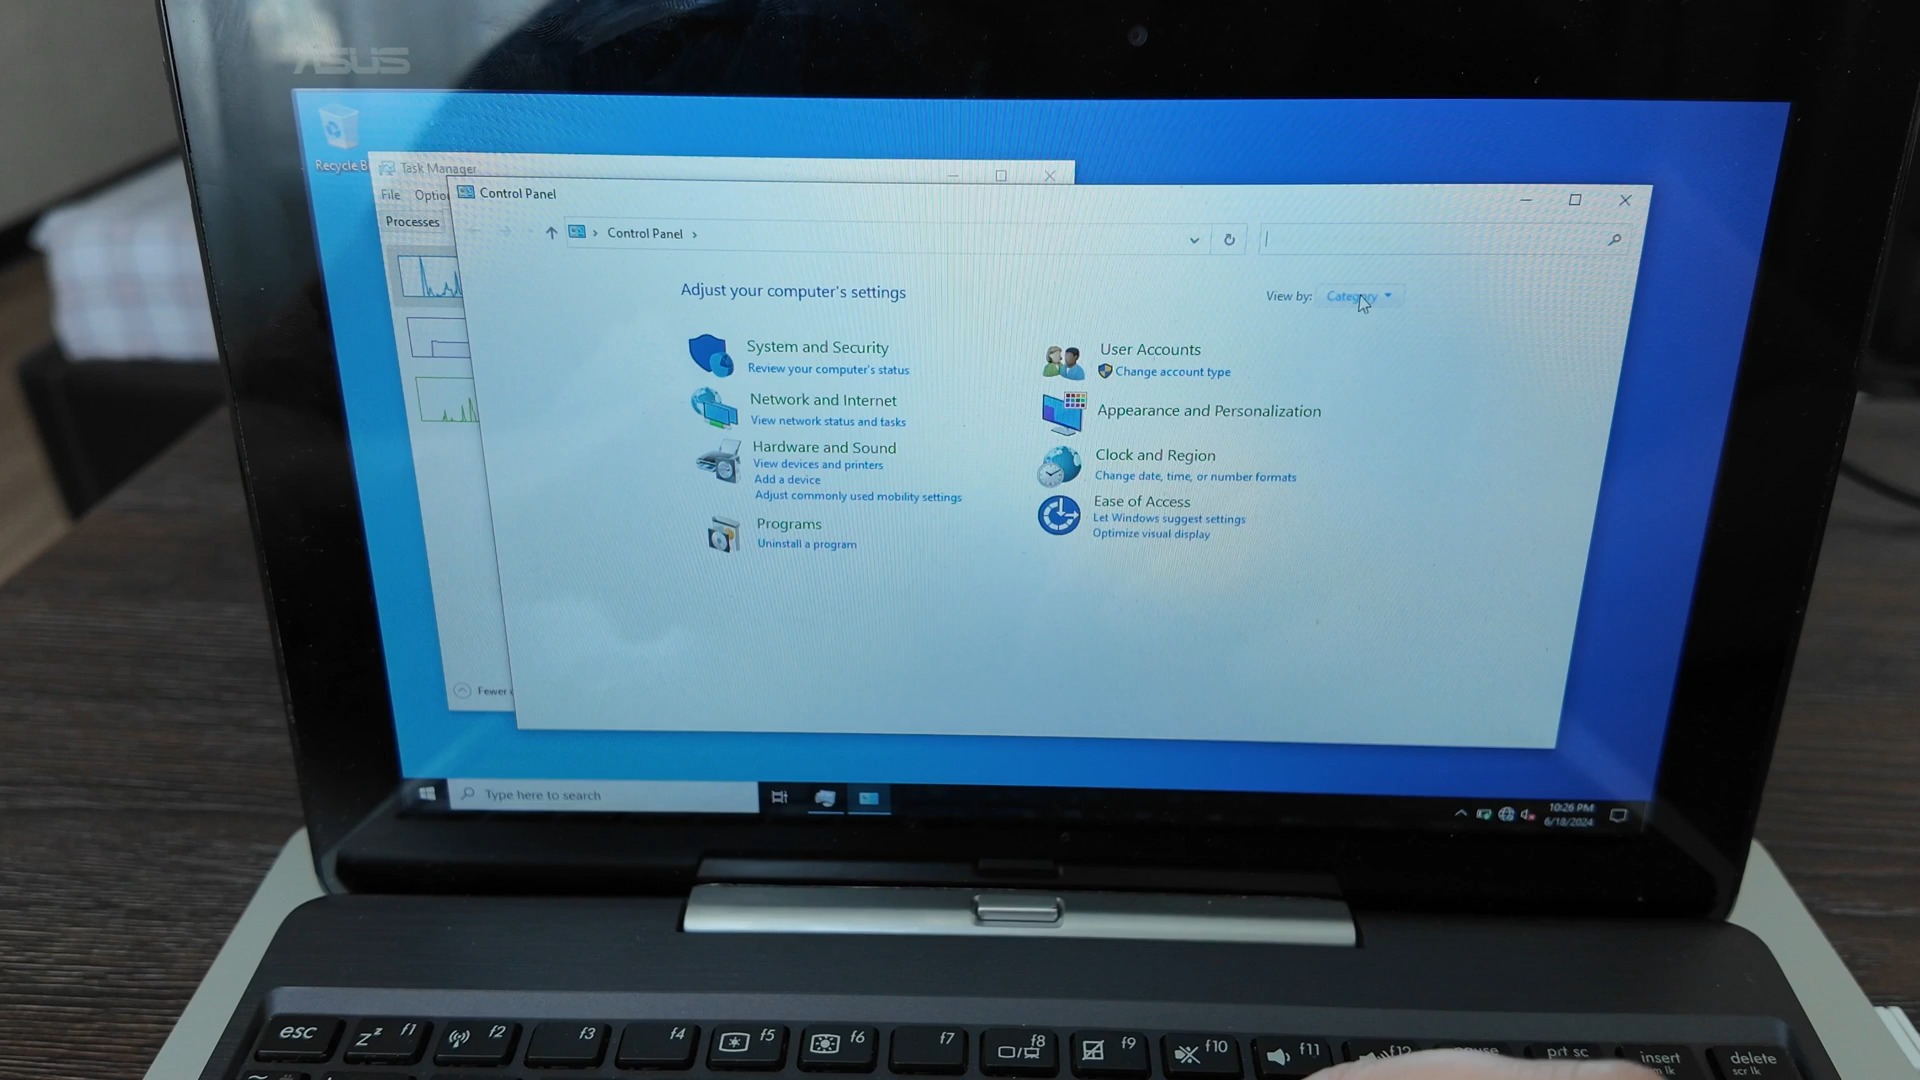 ASUS
Recycle B
Task Manager
File Optio
Processes
Control Panel
Control Panel
Adjust your computer's settings
View by: Category
System and Security
Review your computer's status
Network and Internet
View network status and tasks
Hardware and Sound
View devices and printers
Add a device
Adjust commonly used mobility settings
Programs
Uninstall a program
User Accounts
Change account type
Appearance and Personalization
Clock and Region
Change date, time, or number formats
Ease of Access
Let Windows suggest settings
Optimize visual display
Fewer
Type here to search
10:26 PM
6/18/2024
esc
Zz f1
f2
f3
f4
f5
f6
f7
f8
f9
f10
f11
f12
prt sc
insert
delete
scr lk